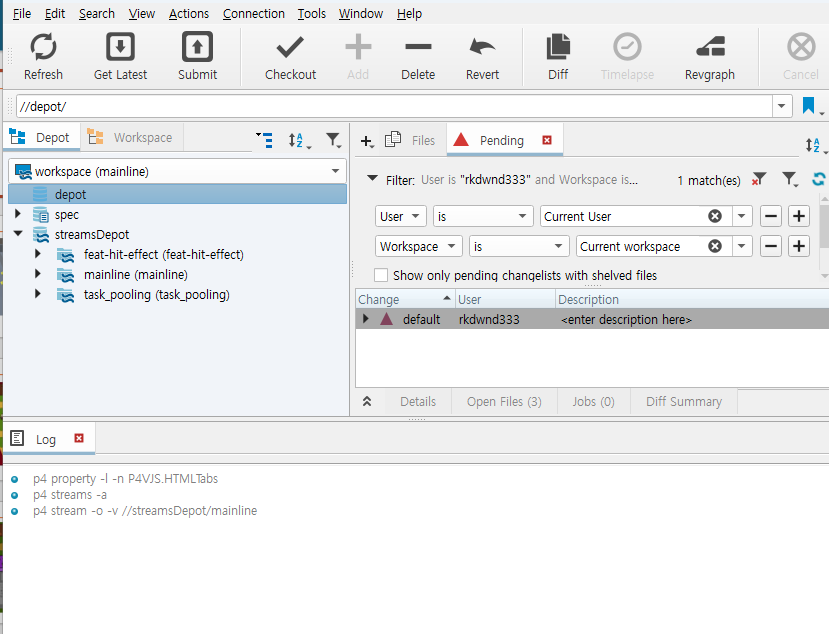 File Edit Search View Actions Connection Tools Window Help
Refresh Get Latest Submit Checkout Add Delete Revert Diff Timelapse Revgraph Cancel
//depot/
Depot Workspace
workspace (mainline)
depot
spec
streamsDepot
feat-hit-effect (feat-hit-effect)
mainline (mainline)
task_pooling (task_pooling)
Files Pending
Filter: User is "rkdwnd333" and Workspace is... 1 match(es)
User is Current User
Workspace is Current workspace
Show only pending changelists with shelved files
Change User Description
default rkdwnd333 <enter description here>
Details Open Files (3) Jobs (0) Diff Summary
Log
p4 property -l -n P4VJS.HTMLTabs
p4 streams -a
p4 stream -o -v //streamsDepot/mainline